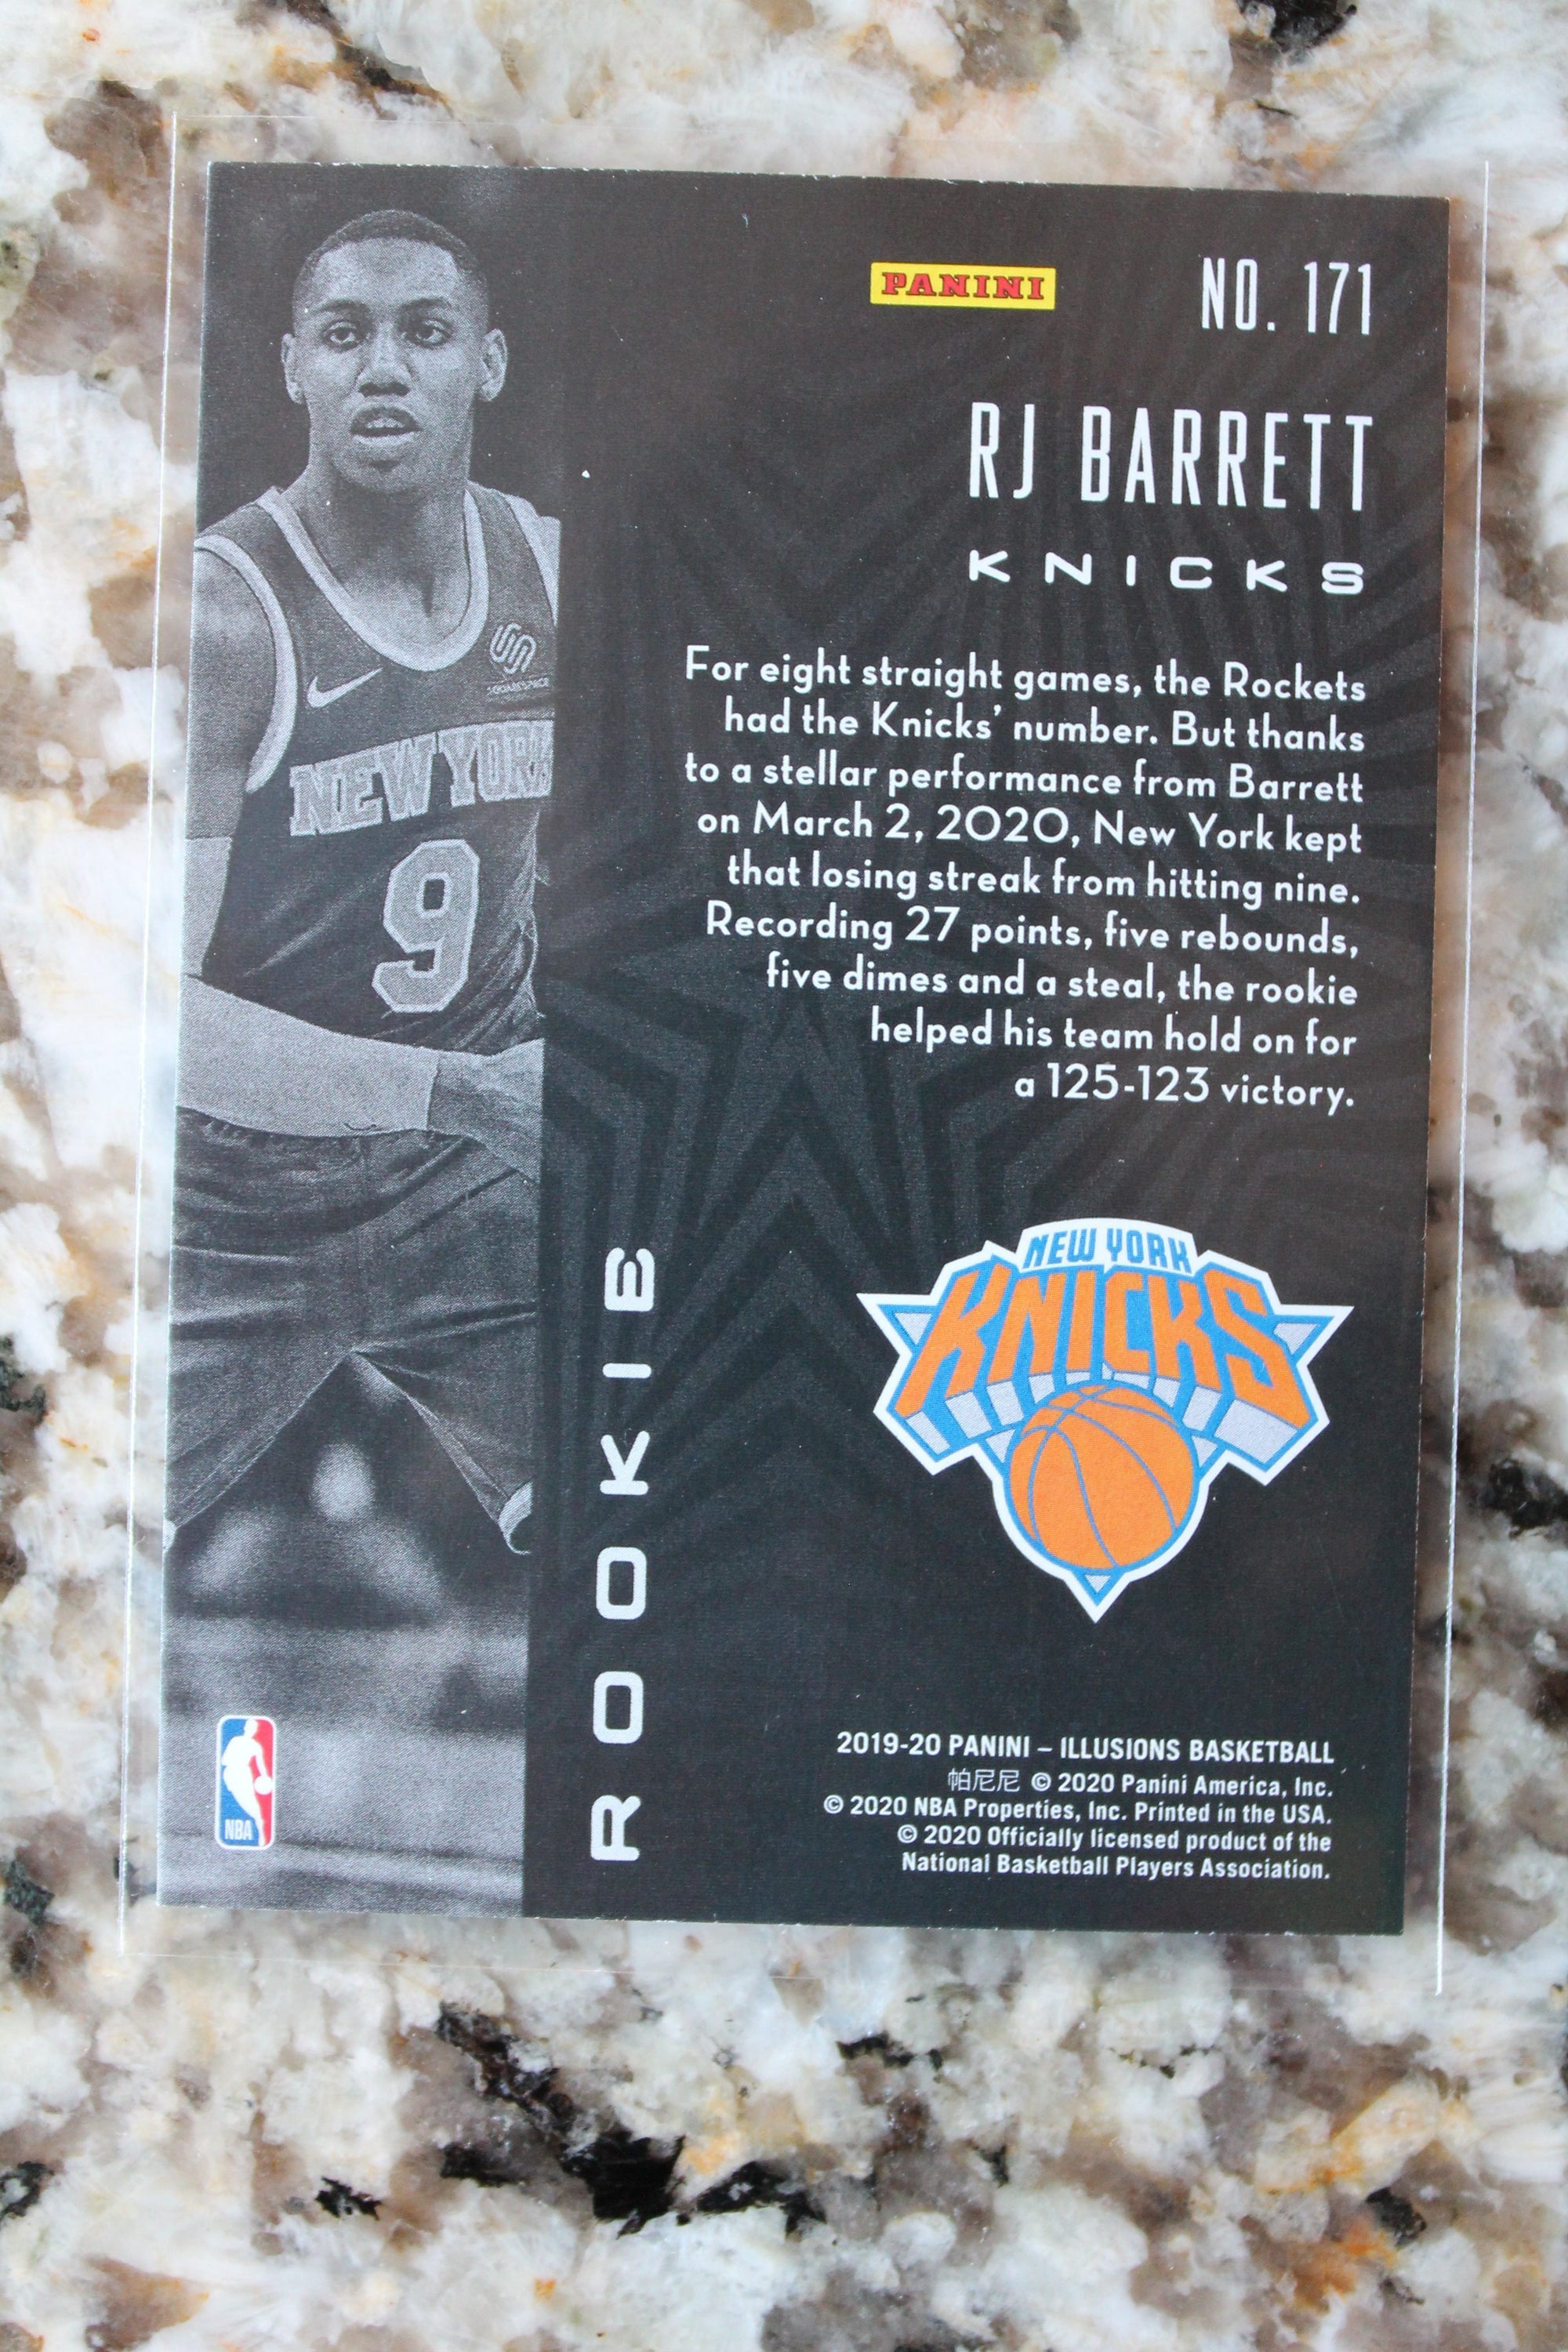 PANINI
NO. 171
RJ BARRETT
KNICKS
For eight straight games, the Rockets
had the Knicks’ number. But thanks
to a stellar performance from Barrett
on March 2, 2020, New York kept
that losing streak from hitting nine.
Recording 27 points, five rebounds,
five dimes and a steal, the rookie
helped his team hold on for
a 125-123 victory.
SQUARESPACE
NEW YORK
9
ROOKIE
NEW YORK
KNICKS
NBA
2019-20 PANINI – ILLUSIONS BASKETBALL
帕尼尼 © 2020 Panini America, Inc.
© 2020 NBA Properties, Inc. Printed in the USA.
© 2020 Officially licensed product of the
National Basketball Players Association.